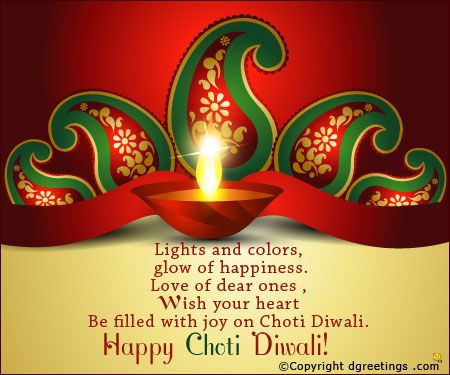 Lights and colors,
glow of happiness.
Love of dear ones ,
Wish your heart
Be filled with joy on Choti Diwali.
Happy Choti Diwali!
©Copyright dgreetings .com